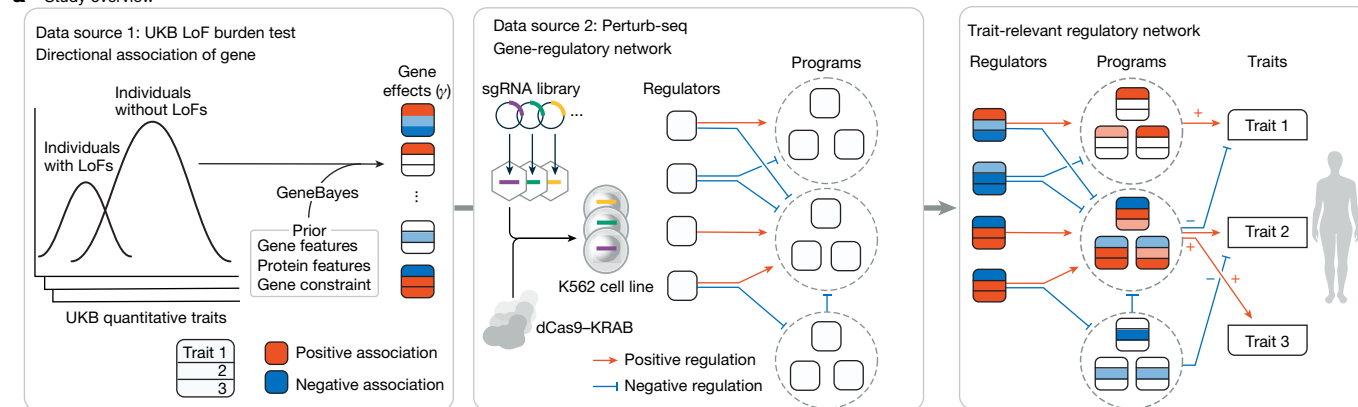 a Study overview
Data source 1: UKB LoF burden test
Directional association of gene
Individuals
without LoFs
Individuals
with LoFs
Gene
effects (γ)
GeneBayes
⋮
Prior
Gene features
Protein features
Gene constraint
UKB quantitative traits
Trait 1
2
3
Positive association
Negative association
Data source 2: Perturb-seq
Gene-regulatory network
sgRNA library
...
K562 cell line
dCas9–KRAB
Regulators
Programs
Positive regulation
Negative regulation
Trait-relevant regulatory network
Regulators
Programs
Traits
+
Trait 1
−
Trait 2
+
−
+
Trait 3